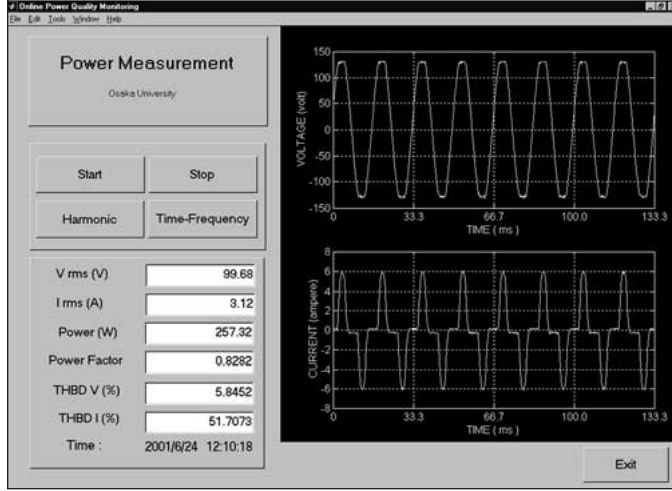 Online Power Quality Monitoring
File Edit Tools Window Help
Power Measurement
Osaka University
Start Stop
Harmonic Time-Frequency
V rms (V) 99.68
I rms (A) 3.12
Power (W) 257.32
Power Factor 0.8282
THBD V (%) 5.8452
THBD I (%) 51.7073
Time : 2001/6/24 12:10:18
VOLTAGE (volt)
150
100
50
0
-50
-100
-150
0 33.3 66.7 100.0 133.3
TIME ( ms )
CURRENT (ampere)
8
6
4
2
0
-2
-4
-6
-8
0 33.3 66.7 100.0 133.3
TIME ( ms )
Exit